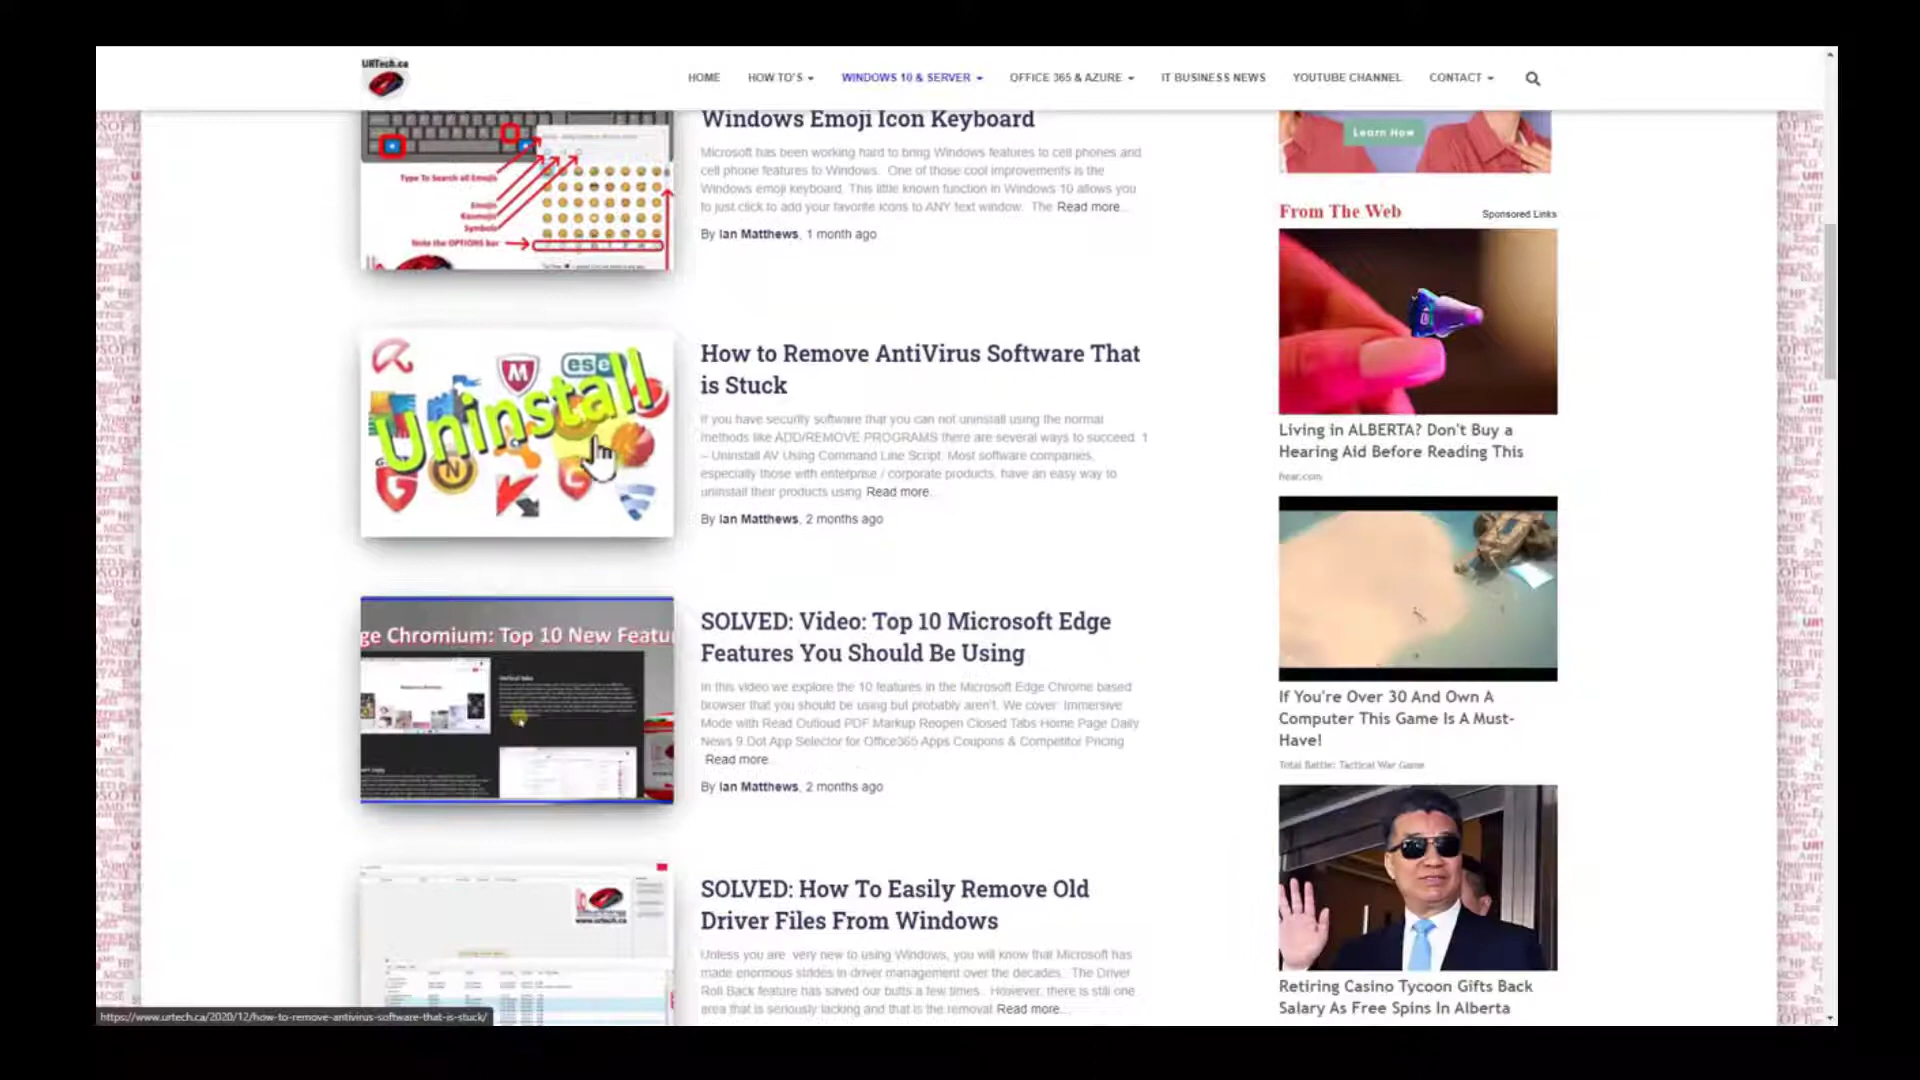 URTech.ca
HOME
HOW TO'S
WINDOWS 10 & SERVER
OFFICE 365 & AZURE
IT BUSINESS NEWS
YOUTUBE CHANNEL
CONTACT
Type To Search all Emojis
Emojis
Kaomojis
Symbols
Note the OPTIONS bar
Windows Emoji Icon Keyboard
Microsoft has been working hard to bring Windows features to cell phones and
cell phone features to Windows. One of those cool improvements is the
Windows emoji keyboard. This little known function in Windows 10 allows you
to just click to add your favorite icons to ANY text window. The Read more…
By Ian Matthews, 1 month ago
Uninstall
eset
How to Remove AntiVirus Software That
is Stuck
If you have security software that you can not uninstall using the normal
methods like ADD/REMOVE PROGRAMS there are several ways to succeed. 1
– Uninstall AV Using Command Line Script. Most software companies,
especially those with enterprise / corporate products, have an easy way to
uninstall their products using Read more…
By Ian Matthews, 2 months ago
ge Chromium: Top 10 New Featu
Vertical tabs
SOLVED: Video: Top 10 Microsoft Edge
Features You Should Be Using
In this video we explore the 10 features in the Microsoft Edge Chrome based
browser that you should be using but probably aren't. We cover: Immersive
Mode with Read Outloud PDF Markup Reopen Closed Tabs Home Page Daily
News 9 Dot App Selector for Office365 Apps Coupons & Competitor Pricing
Read more…
By Ian Matthews, 2 months ago
www.urtech.ca
SOLVED: How To Easily Remove Old
Driver Files From Windows
Unless you are very new to using Windows, you will know that Microsoft has
made enormous strides in driver management over the decades. The Driver
Roll Back feature has saved our butts a few times. However, there is still one
area that is seriously lacking and that is the removal Read more…
Learn How
From The Web
Sponsored Links
Living in ALBERTA? Don't Buy a
Hearing Aid Before Reading This
hear.com
If You're Over 30 And Own A
Computer This Game Is A Must-
Have!
Total Battle: Tactical War Game
Retiring Casino Tycoon Gifts Back
Salary As Free Spins In Alberta
https://www.urtech.ca/2020/12/how-to-remove-antivirus-software-that-is-stuck/